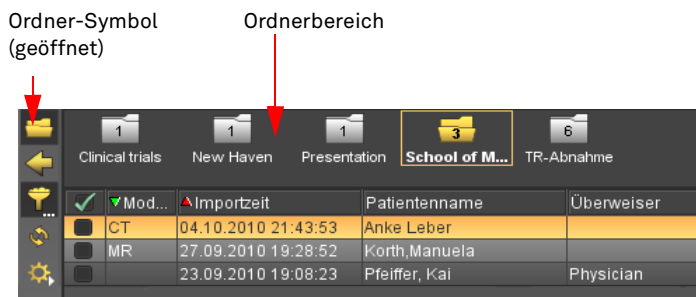 Ordner-Symbol
(geöffnet)
Ordnerbereich
1 1 1 3 6
Clinical trials New Haven Presentation School of M... TR-Abnahme
Mod... Importzeit Patientenname Überweiser
CT 04.10.2010 21:43:53 Anke Leber
MR 27.09.2010 19:28:52 Korth,Manuela
23.09.2010 19:08:23 Pfeiffer, Kai Physician